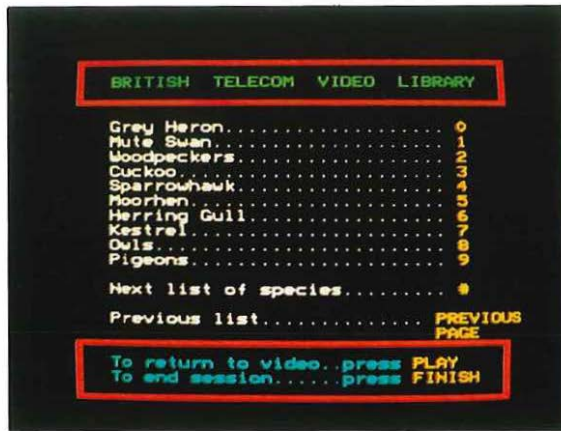 BRITISH TELECOM VIDEO LIBRARY
Grey Heron...................... 0
Mute Swan....................... 1
Woodpeckers..................... 2
Cuckoo.......................... 3
Sparrowhawk..................... 4
Moorhen......................... 5
Herring Gull.................... 6
Kestrel......................... 7
Owls............................ 8
Pigeons......................... 9
Next list of species......... #
Previous list.............. PREVIOUS
PAGE
To return to video..press PLAY
To end session......press FINISH